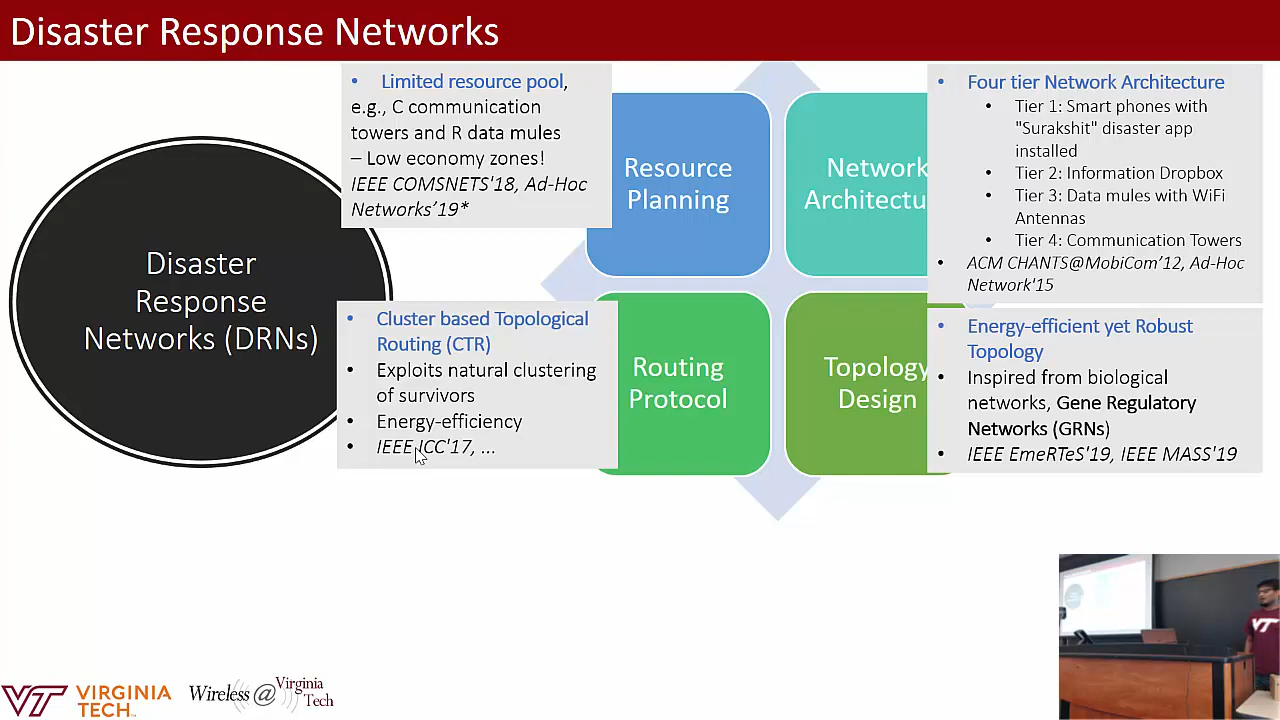 Disaster Response Networks
Disaster
Response
Networks (DRNs)
• Limited resource pool,
e.g., C communication
towers and R data mules
– Low economy zones!
IEEE COMSNETS'18, Ad-Hoc
Networks’19*
Resource
Planning
Network
Architectu
• Four tier Network Architecture
• Tier 1: Smart phones with
"Surakshit" disaster app
installed
• Tier 2: Information Dropbox
• Tier 3: Data mules with WiFi
Antennas
• Tier 4: Communication Towers
• ACM CHANTS@MobiCom’12, Ad-Hoc
Network'15
• Cluster based Topological
Routing (CTR)
• Exploits natural clustering
of survivors
• Energy-efficiency
• IEEE ICC'17, ...
Routing
Protocol
Topology
Design
• Energy-efficient yet Robust
Topology
• Inspired from biological
networks, Gene Regulatory
Networks (GRNs)
• IEEE EmeRTeS'19, IEEE MASS'19
VT VIRGINIA
TECH
Wireless @ Virginia
Tech
VT